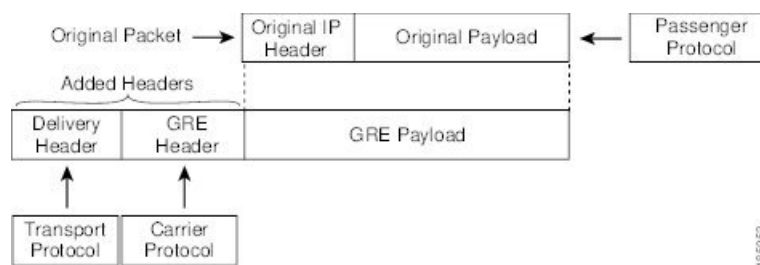 Original Packet
Original IP
Header
Original Payload
Passenger
Protocol
Added Headers
Delivery
Header
GRE
Header
GRE Payload
Transport
Protocol
Carrier
Protocol